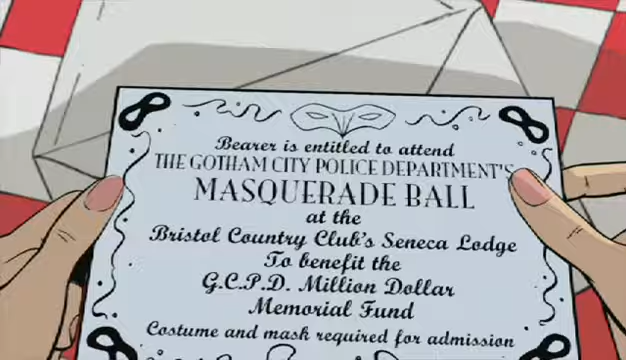 Bearer is entitled to attend
THE GOTHAM CITY POLICE DEPARTMENT'S
MASQUERADE BALL
at the
Bristol Country Club's Seneca Lodge
To benefit the
G.C.P.D. Million Dollar
Memorial Fund
Costume and mask required for admission